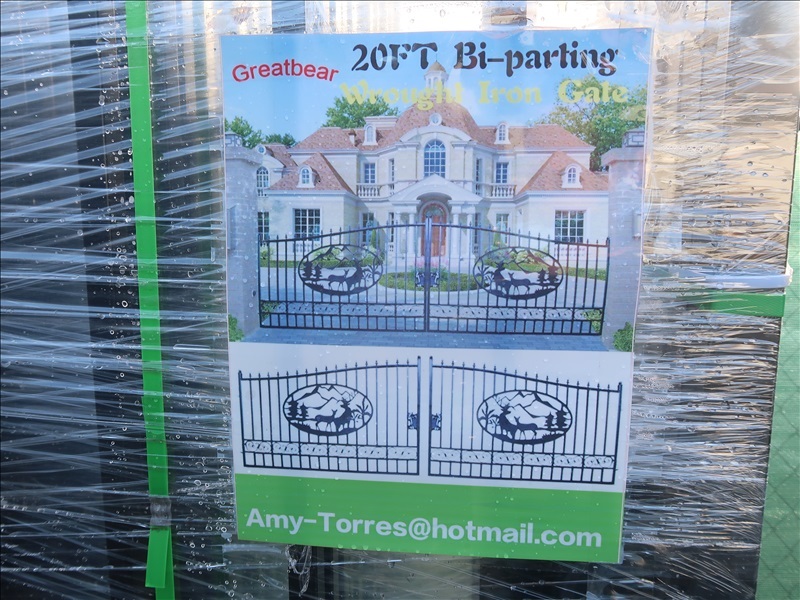 Greatbear
20FT Bi-parting
Wrought Iron Gate
Amy-Torres@hotmail.com